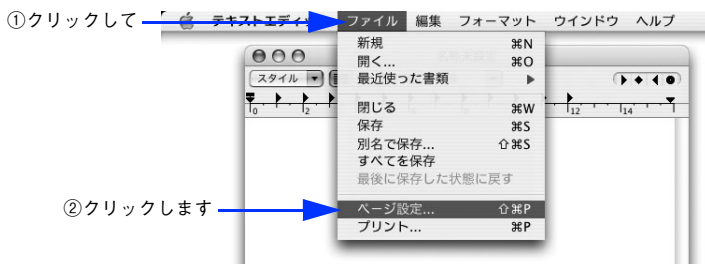 ①クリックして
テキストエディット ファイル 編集 フォーマット ウインドウ ヘルプ
新規 ⌘N
開く... ⌘O
最近使った書類 ▶
スタイル
閉じる ⌘W
保存 ⌘S
別名で保存... ⇧⌘S
すべてを保存
最後に保存した状態に戻す
0 2 12 14
②クリックします
ページ設定... ⇧⌘P
プリント... ⌘P